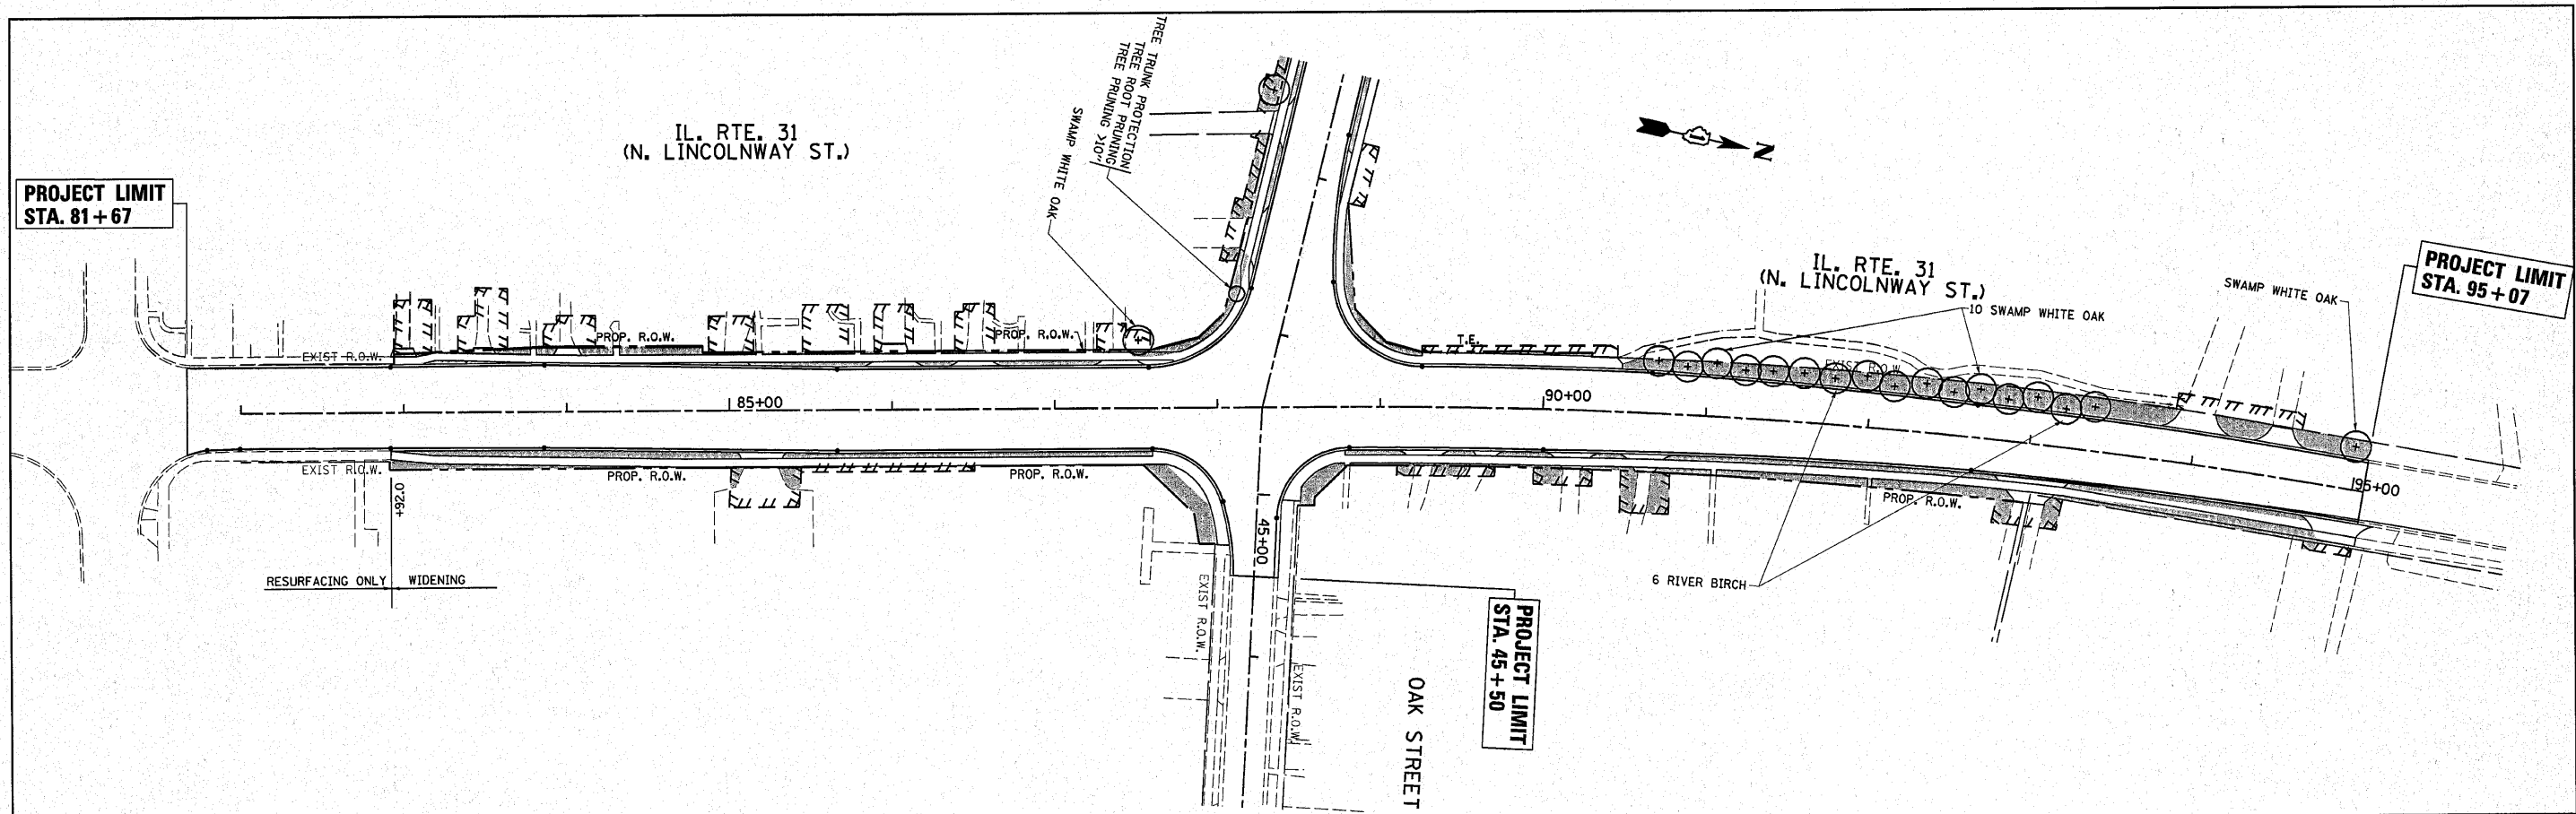 TREE TRUNK PROTECTION
TREE ROOT PRUNING
TREE PRUNING >10"
SWAMP WHITE OAK
IL. RTE. 31
(N. LINCOLNWAY ST.)
N
PROJECT LIMIT
STA. 81+67
IL. RTE. 31
(N. LINCOLNWAY ST.)
10 SWAMP WHITE OAK
SWAMP WHITE OAK
PROJECT LIMIT
STA. 95+07
EXIST R.O.W.
PROP. R.O.W.
PROP. R.O.W.
T.E.
EXIST R.O.W.
85+00
90+00
95+00
EXIST R.O.W.
PROP. R.O.W.
PROP. R.O.W.
PROP. R.O.W.
+92.0
45+00
RESURFACING ONLY
WIDENING
6 RIVER BIRCH
EXIST R.O.W.
EXIST R.O.W.
PROJECT LIMIT
STA. 45+50
OAK STREET